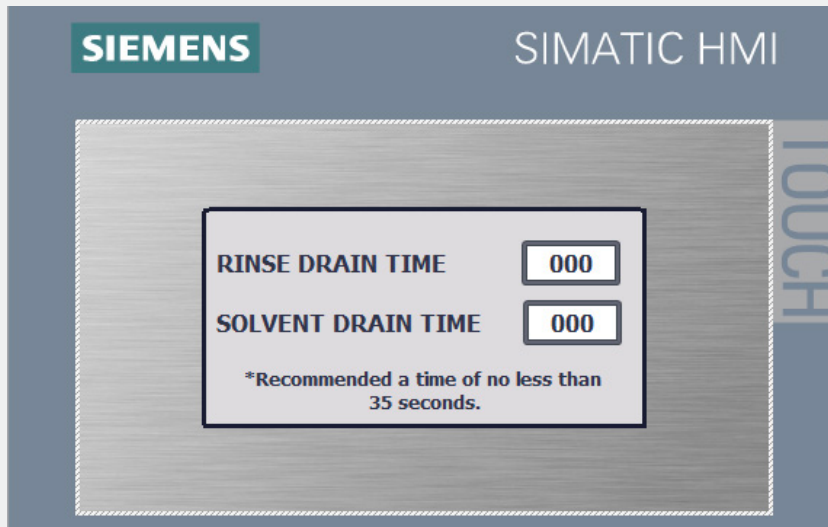 SIEMENS
SIMATIC HMI
TOUCH
RINSE DRAIN TIME 000
SOLVENT DRAIN TIME 000
*Recommended a time of no less than
35 seconds.